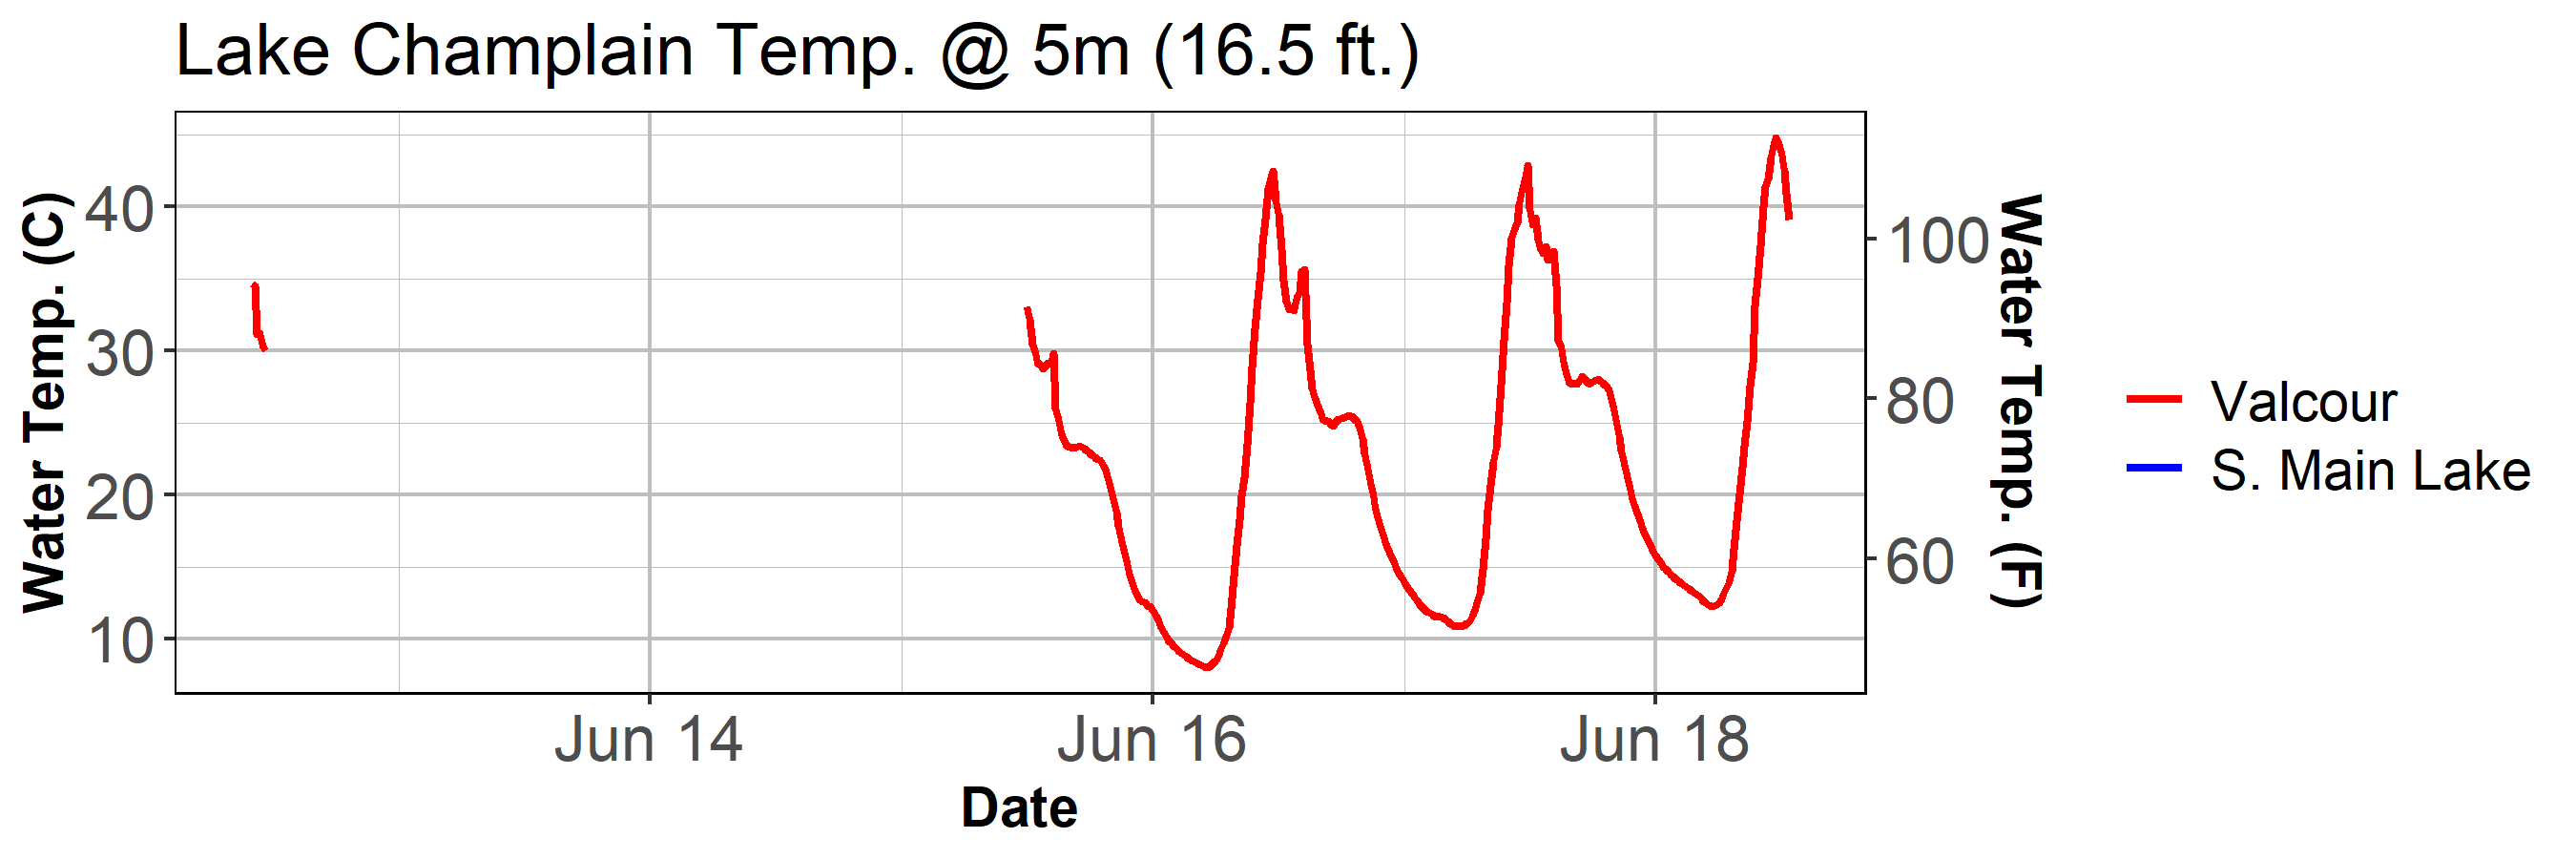 Lake Champlain Temp. @ 5m (16.5 ft.)
Water Temp. (C)
40
30
20
10
100
80
60
Water Temp. (F)
Jun 14
Jun 16
Jun 18
Date
Valcour
S. Main Lake